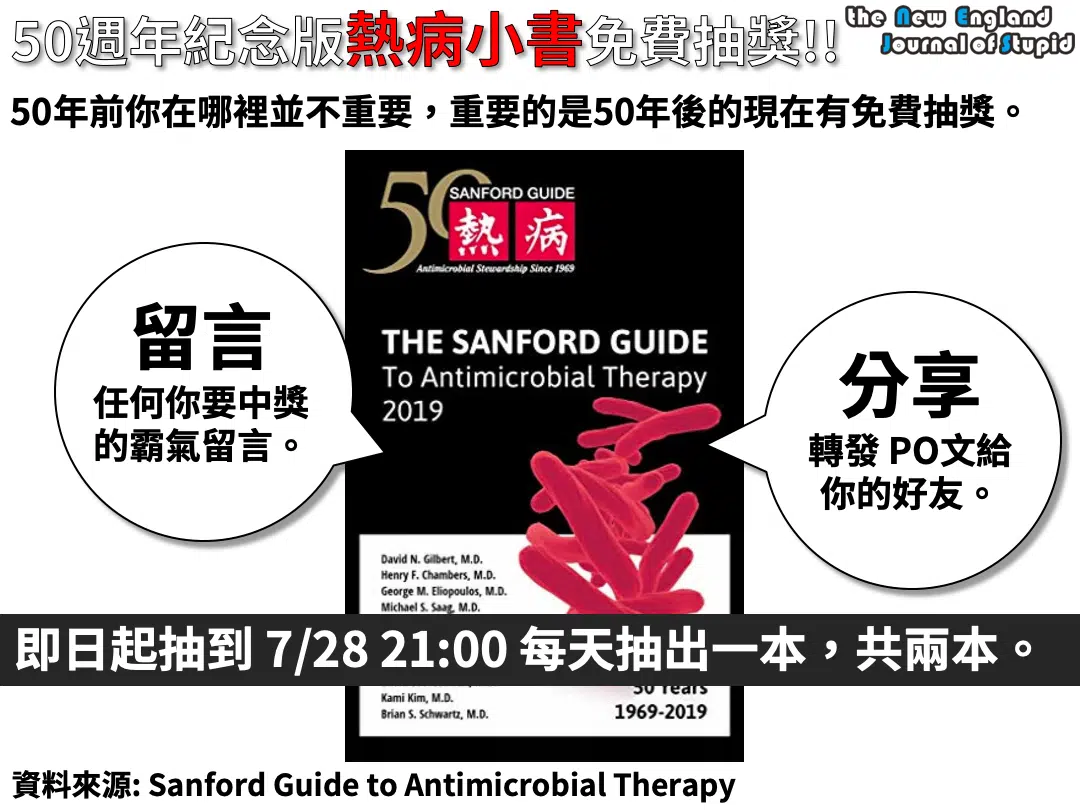 50週年紀念版熱病小書免費抽獎!!
the New England
Journal of Stupid
50年前你在哪裡並不重要，重要的是50年後的現在有免費抽獎。
50
SANFORD GUIDE
熱病
Antimicrobial Stewardship Since 1969
THE SANFORD GUIDE
To Antimicrobial Therapy
2019
留言
任何你要中獎
的霸氣留言。
分享
轉發 PO文給
你的好友。
David N. Gilbert, M.D.
Henry F. Chambers, M.D.
George M. Eliopoulos, M.D.
Michael S. Saag, M.D.
即日起抽到 7/28 21:00 每天抽出一本，共兩本。
Kami Kim, M.D.
Brian S. Schwartz, M.D.
50 Years
1969-2019
資料來源: Sanford Guide to Antimicrobial Therapy